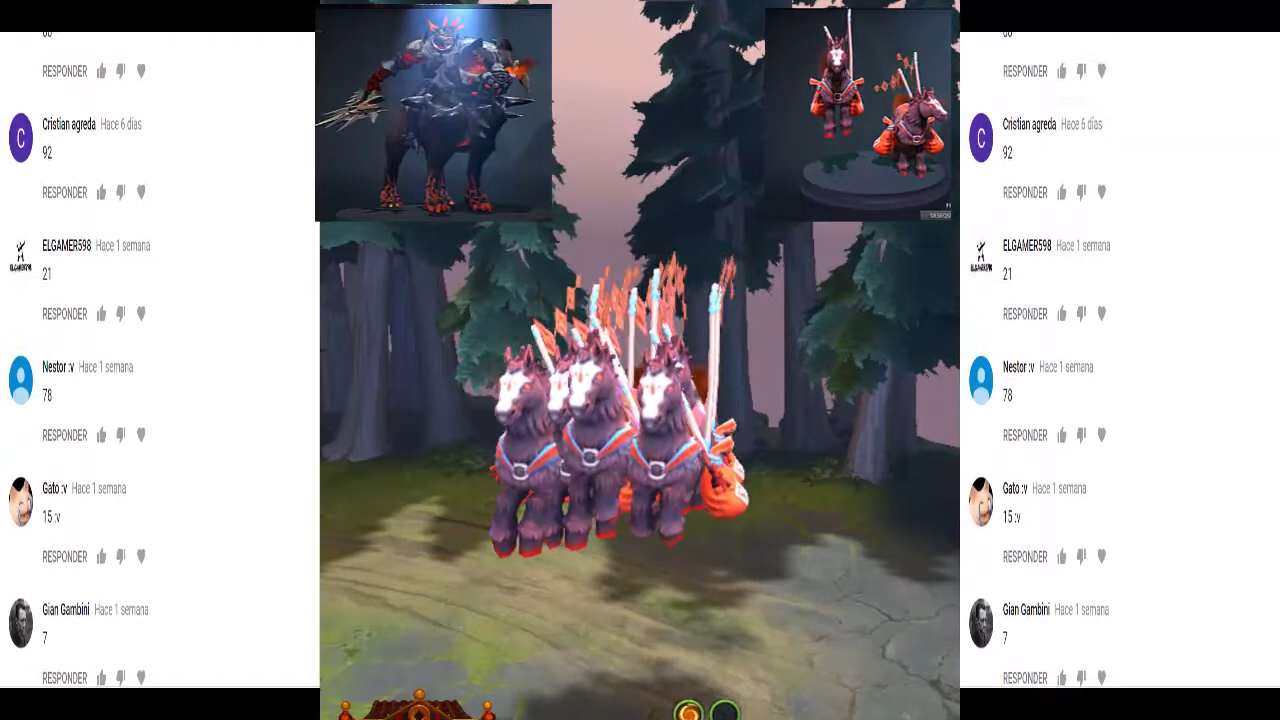 RESPONDER
Cristian agreda Hace 6 días
92
RESPONDER
ELGAMER598 Hace 1 semana
21
RESPONDER
Nestor :v Hace 1 semana
78
RESPONDER
Gato :v Hace 1 semana
15 :v
RESPONDER
Gian Gambini Hace 1 semana
7
RESPONDER
RESPONDER
Cristian agreda Hace 6 días
92
RESPONDER
ELGAMER598 Hace 1 semana
21
RESPONDER
Nestor :v Hace 1 semana
78
RESPONDER
Gato :v Hace 1 semana
15 :v
RESPONDER
Gian Gambini Hace 1 semana
7
RESPONDER